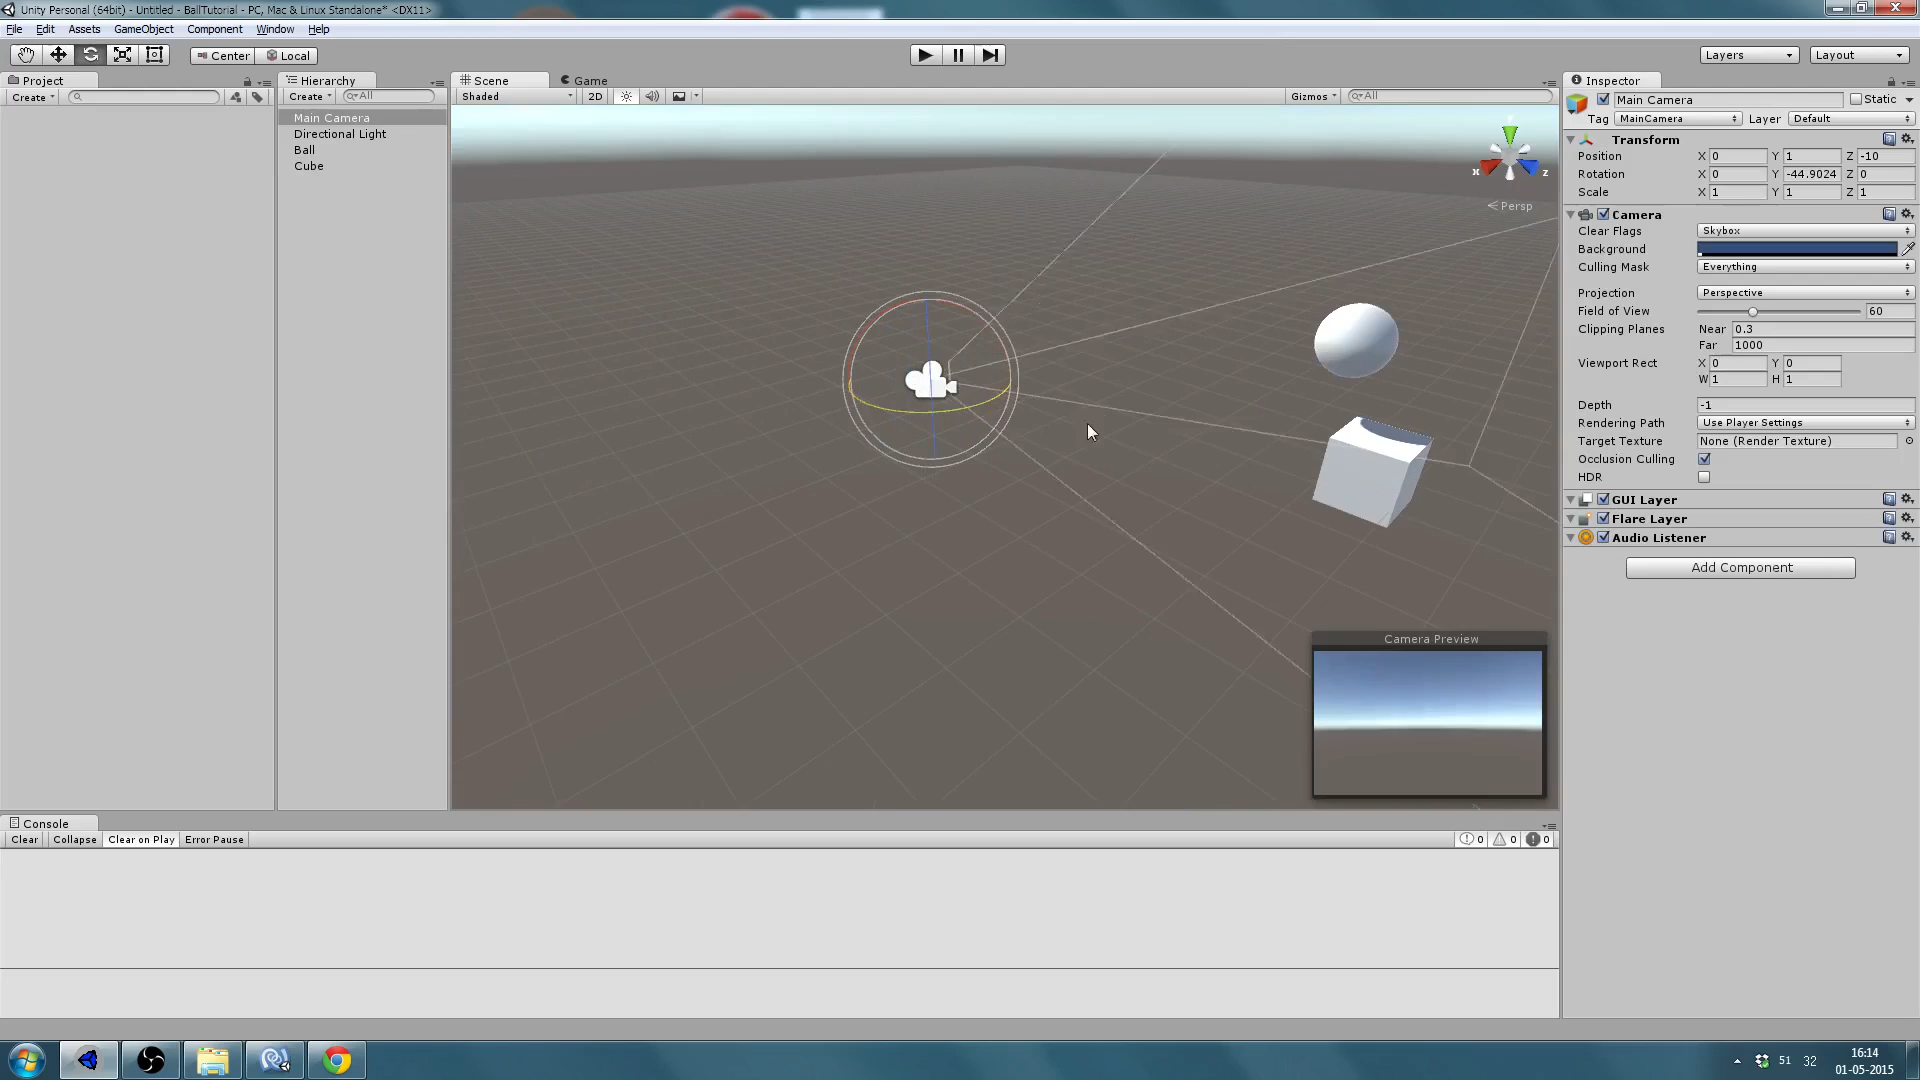 Unity Personal (64bit) - Untitled - BallTutorial - PC, Mac & Linux Standalone* <DX11>
File Edit Assets GameObject Component Window Help
Center Local Layers Layout
Project Hierarchy Scene Game Inspector
Create Create All Shaded 2D Gizmos All
Main Camera Static
Tag MainCamera Layer Default
Main Camera
Directional Light
Ball
Cube
x z
Persp
Transform
Position X 0 Y 1 Z -10
Rotation X 0 Y -44.9024 Z 0
Scale X 1 Y 1 Z 1
Camera
Clear Flags Skybox
Background
Culling Mask Everything
Projection Perspective
Field of View 60
Clipping Planes Near 0.3
Far 1000
Viewport Rect X 0 Y 0
W 1 H 1
Depth -1
Rendering Path Use Player Settings
Target Texture None (Render Texture)
Occlusion Culling
HDR
GUI Layer
Flare Layer
Audio Listener
Add Component
Camera Preview
Console
Clear Collapse Clear on Play Error Pause 0 0 0
51 32 16:14
01-05-2015